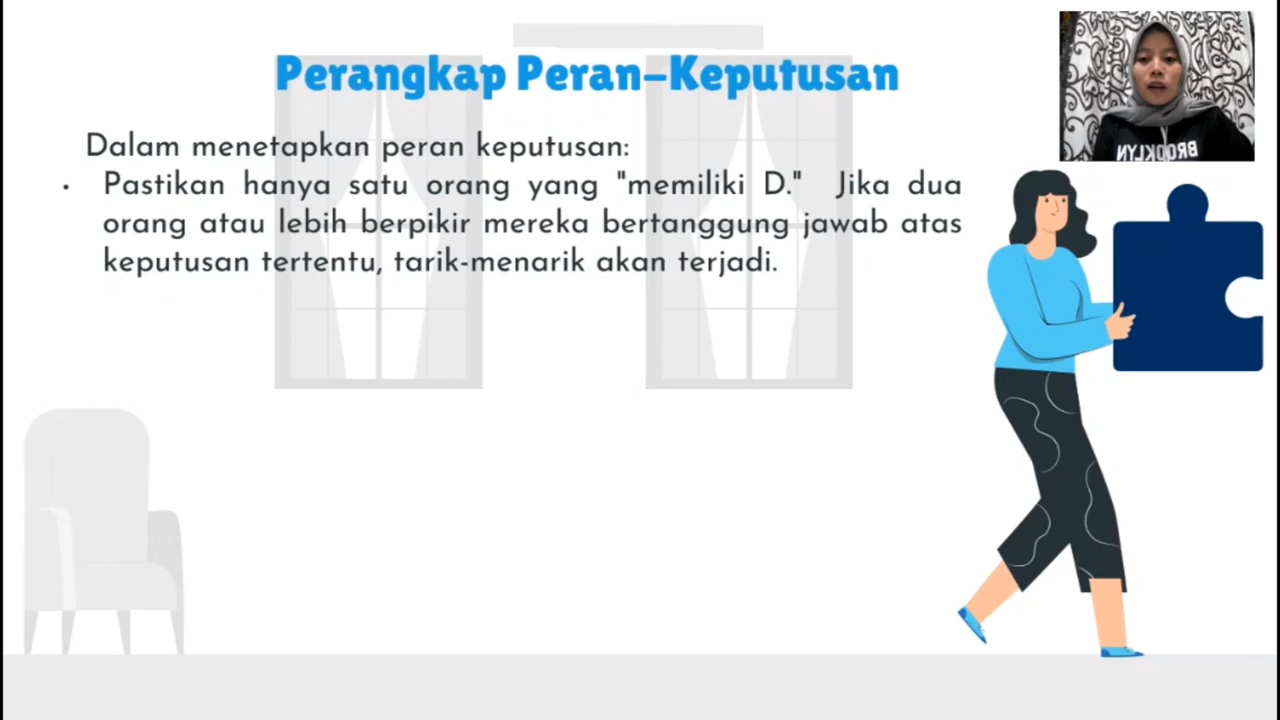 Perangkap Peran-Keputusan
Dalam menetapkan peran keputusan:
• Pastikan hanya satu orang yang "memiliki D." Jika dua
orang atau lebih berpikir mereka bertanggung jawab atas
keputusan tertentu, tarik-menarik akan terjadi.
BROOKLYN